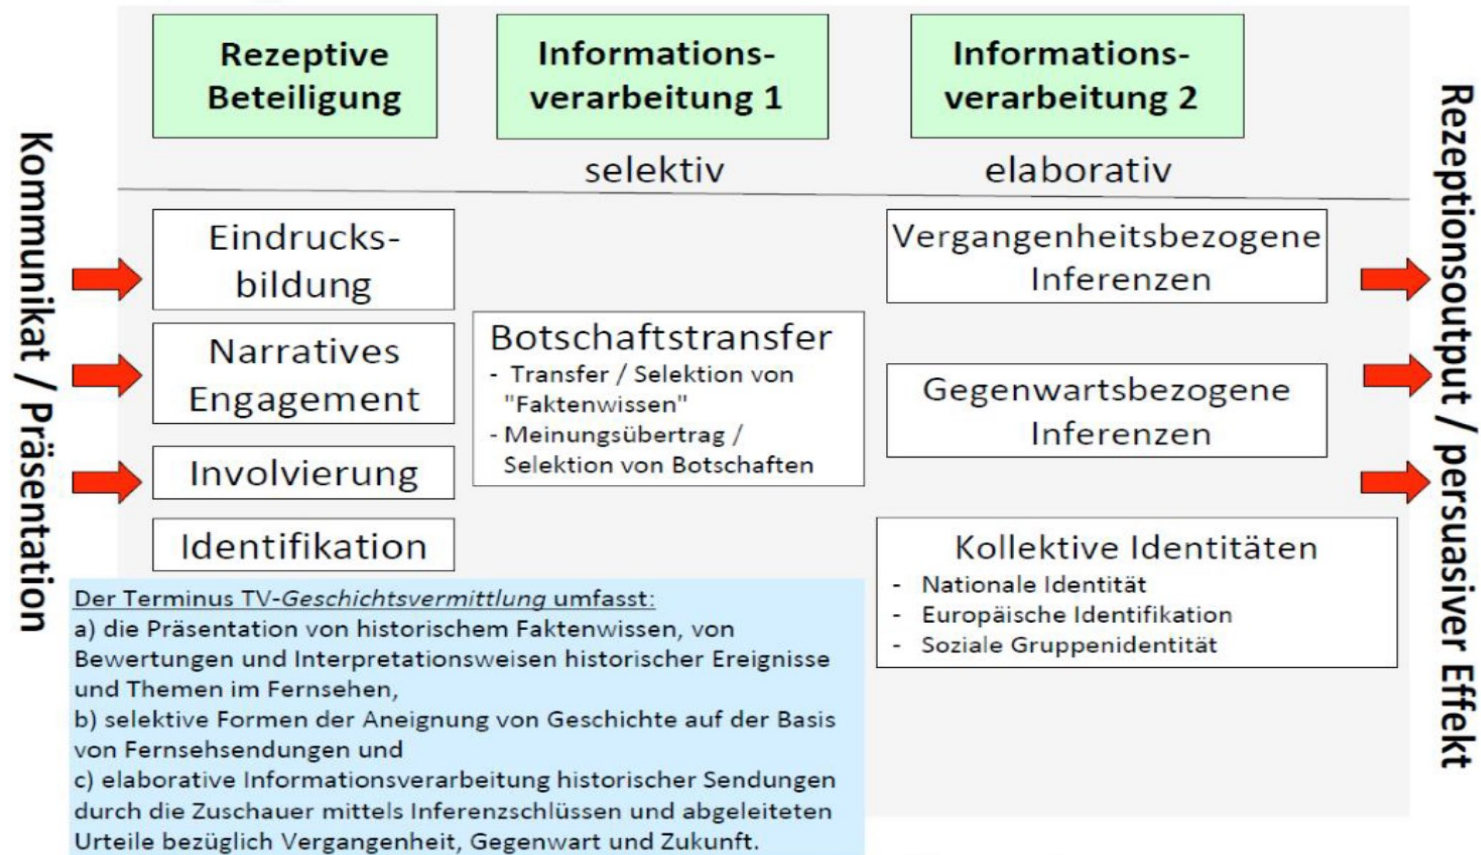 Kommunikat / Präsentation
Rezeptive
Beteiligung
Eindrucks-
bildung
Narratives
Engagement
Involvierung
Identifikation
Informations-
verarbeitung 1
selektiv
Botschaftstransfer
- Transfer / Selektion von
"Faktenwissen"
- Meinungsübertrag /
Selektion von Botschaften
Informations-
verarbeitung 2
elaborativ
Vergangenheitsbezogene
Inferenzen
Gegenwartsbezogene
Inferenzen
Kollektive Identitäten
- Nationale Identität
- Europäische Identifikation
- Soziale Gruppenidentität
Rezeptionsoutput / persuasiver Effekt
Der Terminus TV-Geschichtsvermittlung umfasst:
a) die Präsentation von historischem Faktenwissen, von
Bewertungen und Interpretationsweisen historischer Ereignisse
und Themen im Fernsehen,
b) selektive Formen der Aneignung von Geschichte auf der Basis
von Fernsehsendungen und
c) elaborative Informationsverarbeitung historischer Sendungen
durch die Zuschauer mittels Inferenzschlüssen und abgeleiteten
Urteile bezüglich Vergangenheit, Gegenwart und Zukunft.